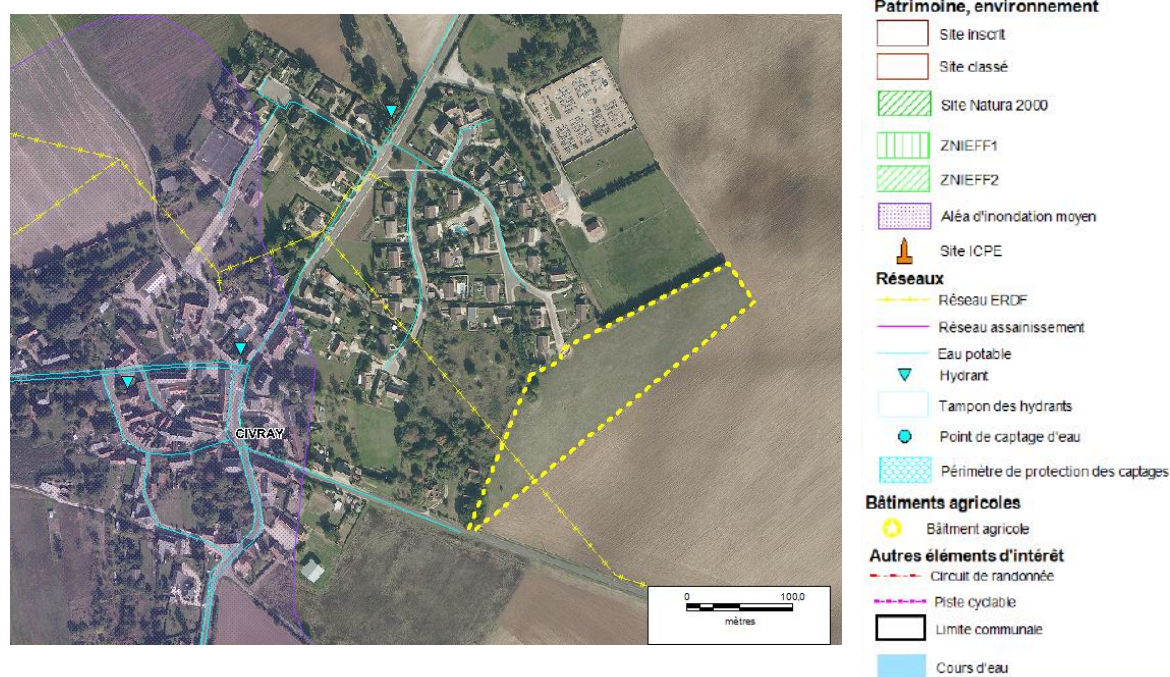 CIVRAY
0 100,0
mètres
Patrimoine, environnement
Site inscrit
Site classé
Site Natura 2000
ZNIEFF1
ZNIEFF2
Aléa d'inondation moyen
Site ICPE
Réseaux
Réseau ERDF
Réseau assainissement
Eau potable
Hydrant
Tampon des hydrants
Point de captage d'eau
Périmètre de protection des captages
Bâtiments agricoles
Bâtiment agricole
Autres éléments d'intérêt
Circuit de randonnée
Piste cyclable
Limite communale
Cours d'eau